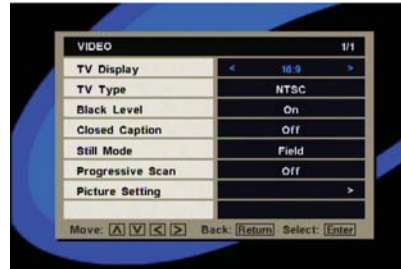 VIDEO 1/1
TV Display < 16:9 >
TV Type NTSC
Black Level On
Closed Caption Off
Still Mode Field
Progressive Scan Off
Picture Setting >
Move: Λ V < > Back: Return Select: Enter